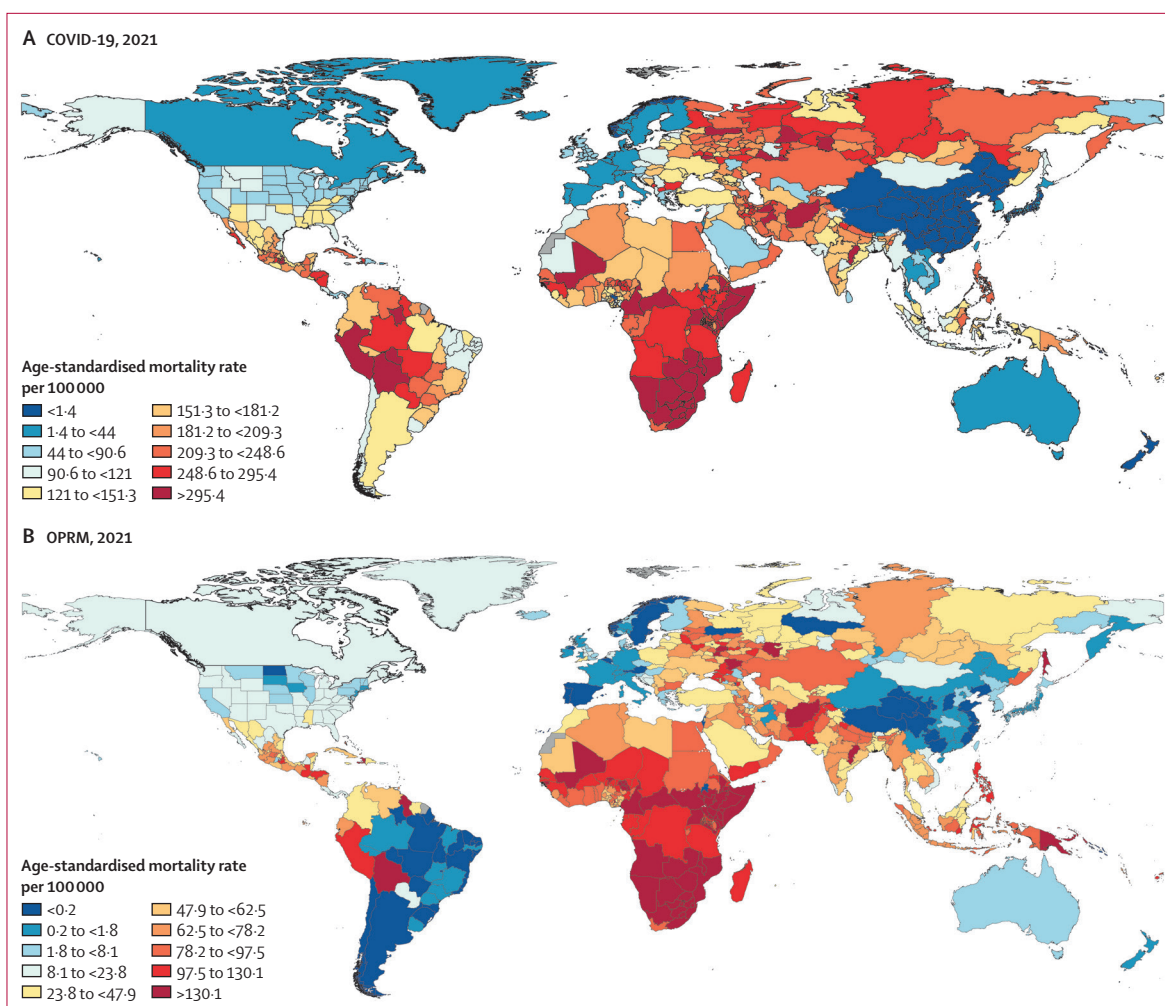 A COVID-19, 2021
Age-standardised mortality rate
per 100 000
<1·4
1·4 to <44
44 to <90·6
90·6 to <121
121 to <151·3
151·3 to <181·2
181·2 to <209·3
209·3 to <248·6
248·6 to 295·4
>295·4
B OPRM, 2021
Age-standardised mortality rate
per 100 000
<0·2
0·2 to <1·8
1·8 to <8·1
8·1 to <23·8
23·8 to <47·9
47·9 to <62·5
62·5 to <78·2
78·2 to <97·5
97·5 to 130·1
>130·1